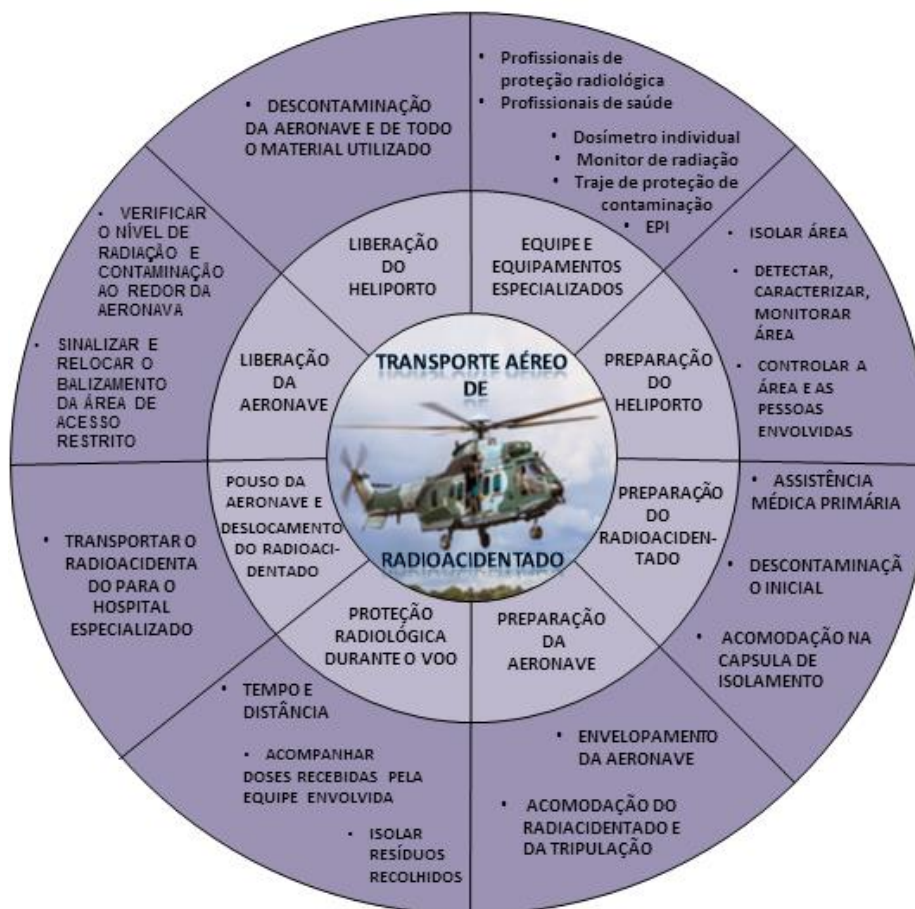 TRANSPORTE AÉREO
DE
RADIOACIDENTADO
EQUIPE E
EQUIPAMENTOS
ESPECIALIZADOS
• Profissionais de
proteção radiológica
• Profissionais de saúde
• Dosímetro individual
• Monitor de radiação
• Traje de proteção de
contaminação
• EPI
PREPARAÇÃO
DO
HELIPORTO
• ISOLAR ÁREA
• DETECTAR,
CARACTERIZAR,
MONITORAR
ÁREA
• CONTROLAR A
ÁREA E AS
PESSOAS
ENVOLVIDAS
PREPARAÇÃO
DO
RADIOACIDEN-
TADO
• ASSISTÊNCIA
MÉDICA PRIMÁRIA
• DESCONTAMINAÇÃ
O INICIAL
• ACOMODAÇÃO NA
CAPSULA DE
ISOLAMENTO
PREPARAÇÃO
DA
AERONAVE
• ENVELOPAMENTO
DA AERONAVE
• ACOMODAÇÃO DO
RADIACIDENTADO E
DA TRIPULAÇÃO
PROTEÇÃO
RADIOLÓGICA
DURANTE O VOO
• TEMPO E
DISTÂNCIA
• ACOMPANHAR
DOSES RECEBIDAS PELA
EQUIPE ENVOLVIDA
• ISOLAR
RESÍDUOS
RECOLHIDOS
POUSO DA
AERONAVE E
DESLOCAMENTO
DO RADIOACI-
DENTADO
• TRANSPORTAR O
RADIOACIDENTA
DO PARA O
HOSPITAL
ESPECIALIZADO
LIBERAÇÃO
DA
AERONAVE
• VERIFICAR
O NÍVEL DE
RADIAÇÃO E
CONTAMINAÇÃO
AO REDOR DA
AERONAVA
• SINALIZAR E
RELOCAR O
BALIZAMENTO
DA ÁREA DE
ACESSO
RESTRITO
LIBERAÇÃO
DO
HELIPORTO
• DESCONTAMINAÇÃO
DA AERONAVE E DE TODO
O MATERIAL UTILIZADO